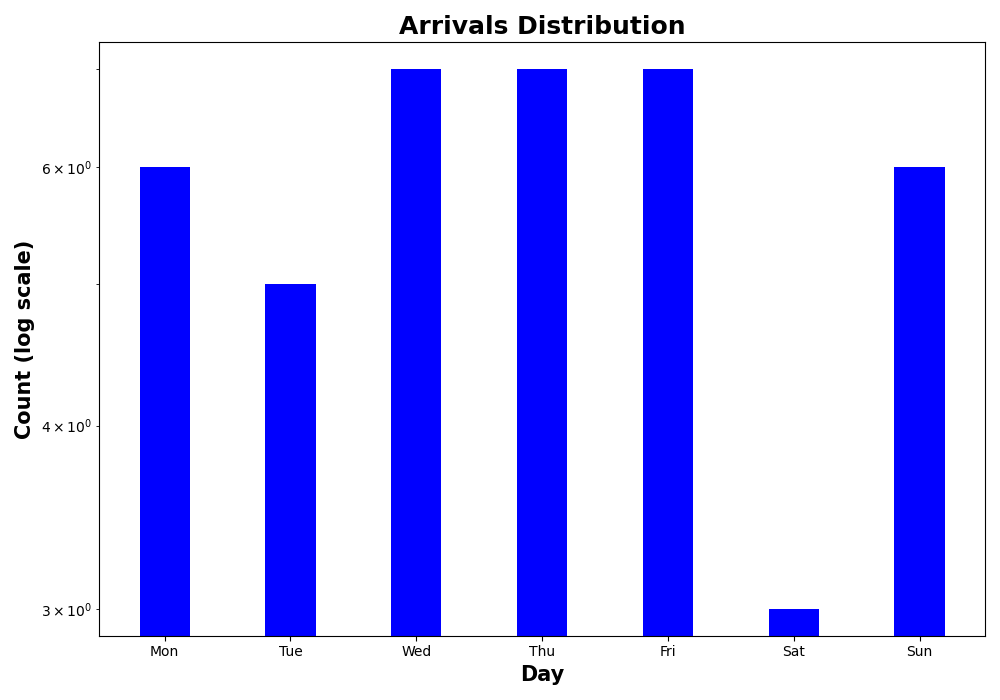 Arrivals Distribution
Count (log scale)
6 × 10⁰
4 × 10⁰
3 × 10⁰
Mon Tue Wed Thu Fri Sat Sun
Day